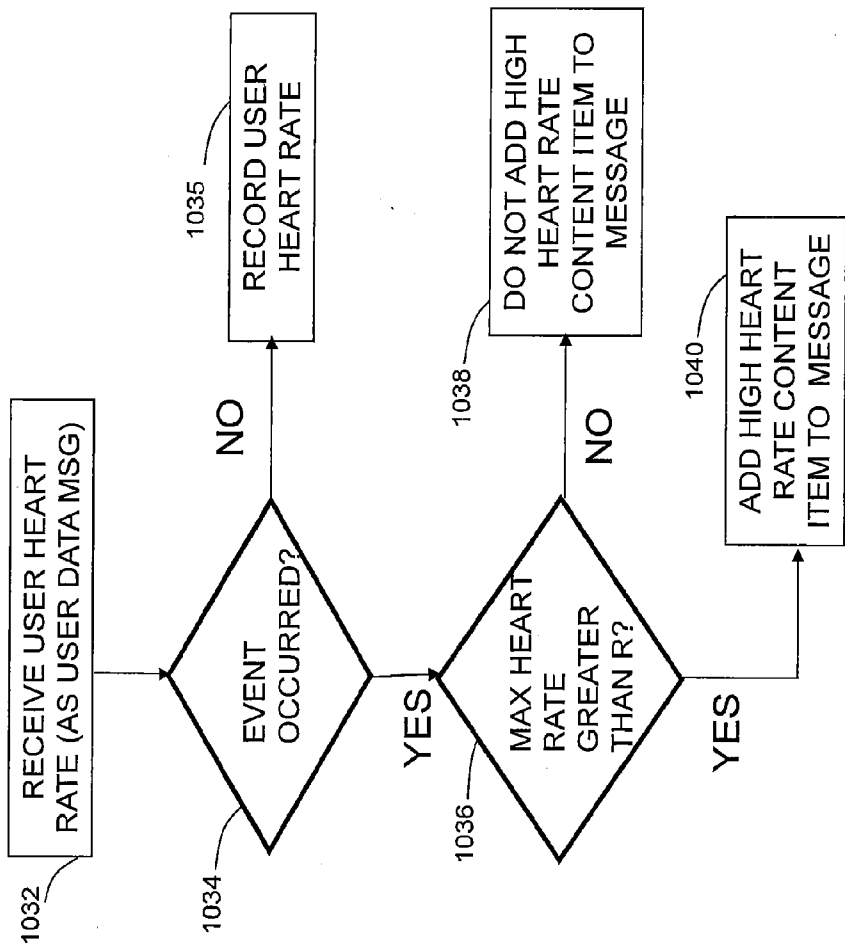 1032
RECEIVE USER HEART
RATE (AS USER DATA MSG)
1034
EVENT
OCCURRED?
NO
1035
RECORD USER
HEART RATE
YES
1036
MAX HEART
RATE
GREATER
THAN R?
NO
1038
DO NOT ADD HIGH
HEART RATE
CONTENT ITEM TO
MESSAGE
YES
1040
ADD HIGH HEART
RATE CONTENT
ITEM TO MESSAGE